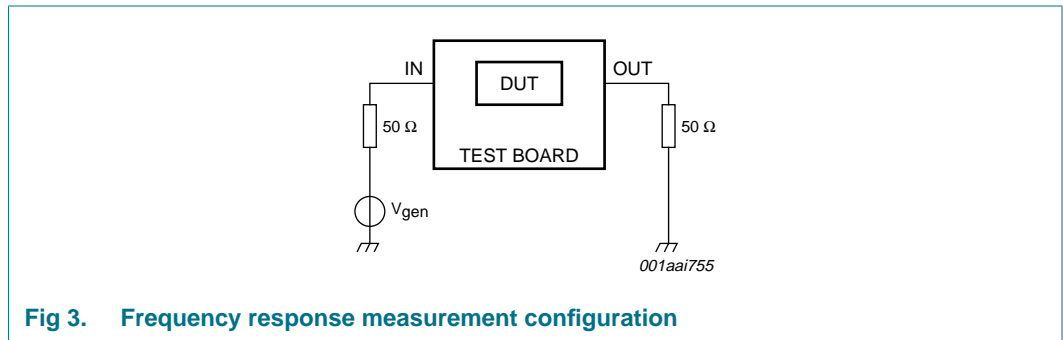 IN
OUT
DUT
50 Ω
50 Ω
TEST BOARD
Vgen
001aai755
Fig 3. Frequency response measurement configuration